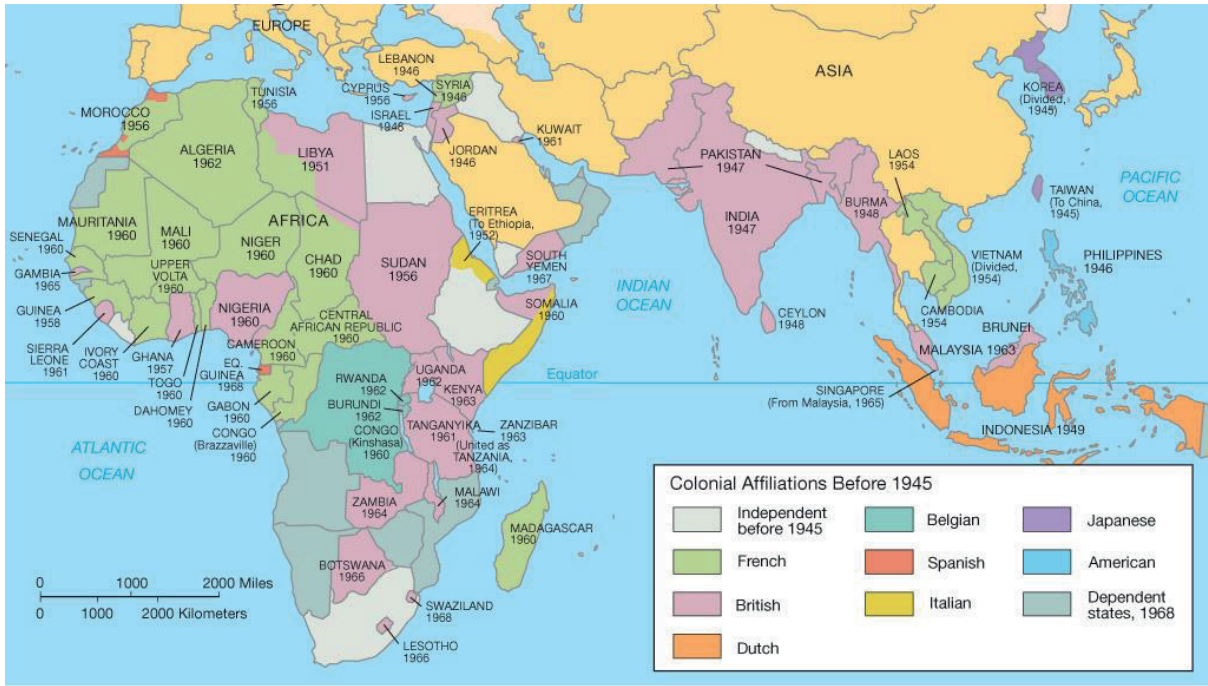 EUROPE
ASIA
LEBANON
1946
CYPRUS
1956
SYRIA
1946
ISRAEL
1946
TUNISIA
1956
MOROCCO
1956
ALGERIA
1962
LIBYA
1951
JORDAN
1946
KUWAIT
1961
KOREA
(Divided,
1945)
PAKISTAN
1947
LAOS
1954
PACIFIC
OCEAN
TAIWAN
(To China,
1945)
BURMA
1948
INDIA
1947
AFRICA
ERITREA
(To Ethiopia,
1952)
MAURITANIA
1960
MALI
1960
NIGER
1960
CHAD
1960
SUDAN
1956
SENEGAL
1960
GAMBIA
1965
UPPER
VOLTA
1960
NIGERIA
1960
SOUTH
YEMEN
1967
INDIAN
OCEAN
VIETNAM
(Divided,
1954)
PHILIPPINES
1946
GUINEA
1958
SOMALIA
1960
CEYLON
1948
CAMBODIA
1954
BRUNEI
MALAYSIA 1963
SIERRA
LEONE
1961
IVORY
COAST
1960
GHANA
1957
TOGO
1960
DAHOMEY
1960
CENTRAL
AFRICAN REPUBLIC
1960
CAMEROON
1960
EQ.
GUINEA
1968
GABON
1960
CONGO
(Brazzaville)
1960
Equator
UGANDA
1962
KENYA
1963
RWANDA
1962
BURUNDI
1962
CONGO
(Kinshasa)
1960
TANGANYIKA
1961
(United as
TANZANIA,
1964)
ZANZIBAR
1963
SINGAPORE
(From Malaysia, 1965)
INDONESIA 1949
ATLANTIC
OCEAN
ZAMBIA
1964
MALAWI
1964
MADAGASCAR
1960
BOTSWANA
1966
SWAZILAND
1968
LESOTHO
1966
0 1000 2000 Miles
0 1000 2000 Kilometers
Colonial Affiliations Before 1945
Independent
before 1945
French
British
Dutch
Belgian
Spanish
Italian
Japanese
American
Dependent
states, 1968